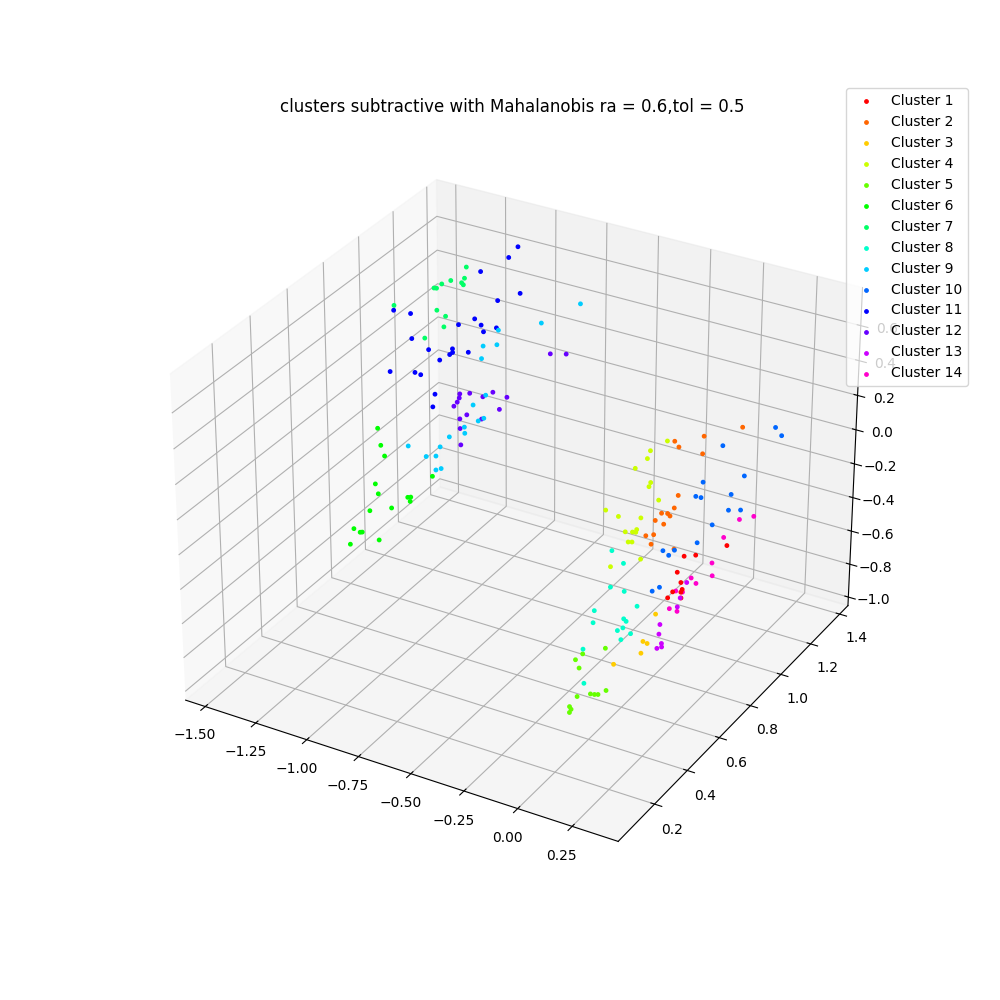 clusters subtractive with Mahalanobis ra = 0.6,tol = 0.5
Cluster 1
Cluster 2
Cluster 3
Cluster 4
Cluster 5
Cluster 6
Cluster 7
Cluster 8
Cluster 9
Cluster 10
Cluster 11
Cluster 12
Cluster 13
Cluster 14
0.6
0.4
0.2
0.0
−0.2
−0.4
−0.6
−0.8
−1.0
1.4
1.2
1.0
0.8
0.6
0.4
0.2
−1.50
−1.25
−1.00
−0.75
−0.50
−0.25
0.00
0.25